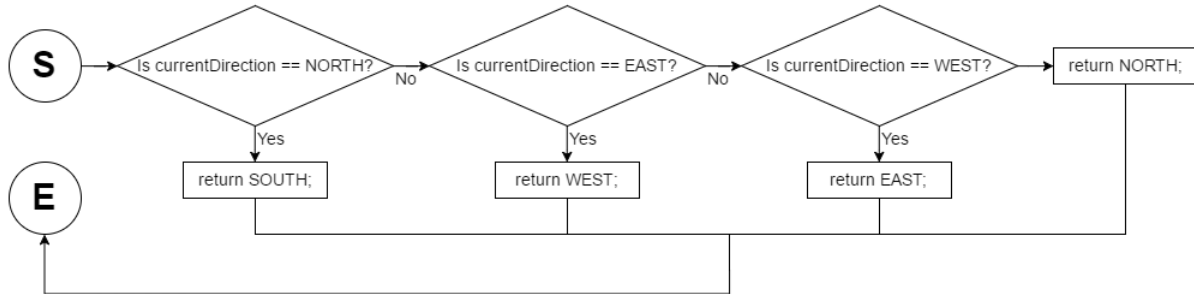 S
Is currentDirection == NORTH?
No
Is currentDirection == EAST?
No
Is currentDirection == WEST?
return NORTH;
Yes
Yes
Yes
return SOUTH;
return WEST;
return EAST;
E